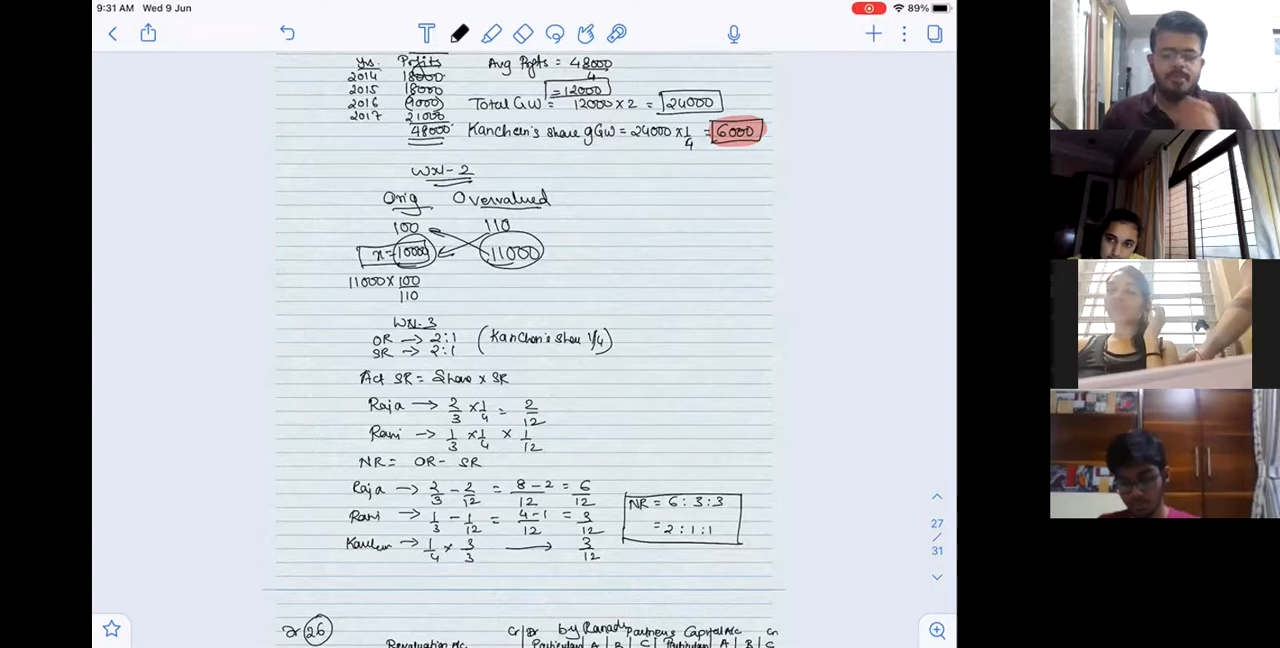 9:31 AM Wed 9 Jun
89%
yrs. Profits Avg Profits = 48000/4
2014 18000
2015 18000 = 12000
2016 9000 Total GW = 12000 × 2 = 24000
2017 21000
48000 Kanchan's share of GW = 24000 × 1/4 = 6000
WN-2
Orig Overvalued
100 110
x = 10000 11000
11000 × 100/110
WN-3
OR → 2:1 (Kanchan's share 1/4)
SR → 2:1
Act SR = Share × SR
Raja → 2/3 × 1/4 = 2/12
Rani → 1/3 × 1/4 × 1/12
NR = OR - SR
Raja → 2/3 - 2/12 = 8-2/12 = 6/12
NR = 6:3:3
Rani → 1/3 - 1/12 = 4-1/12 = 3/12
= 2:1:1
1/4 × 3/3 → 3/12
27
/
31
26 Cr Dr by Partners Capital A/c Cr
Revaluation A/c Particulars A B C Particulars A B C